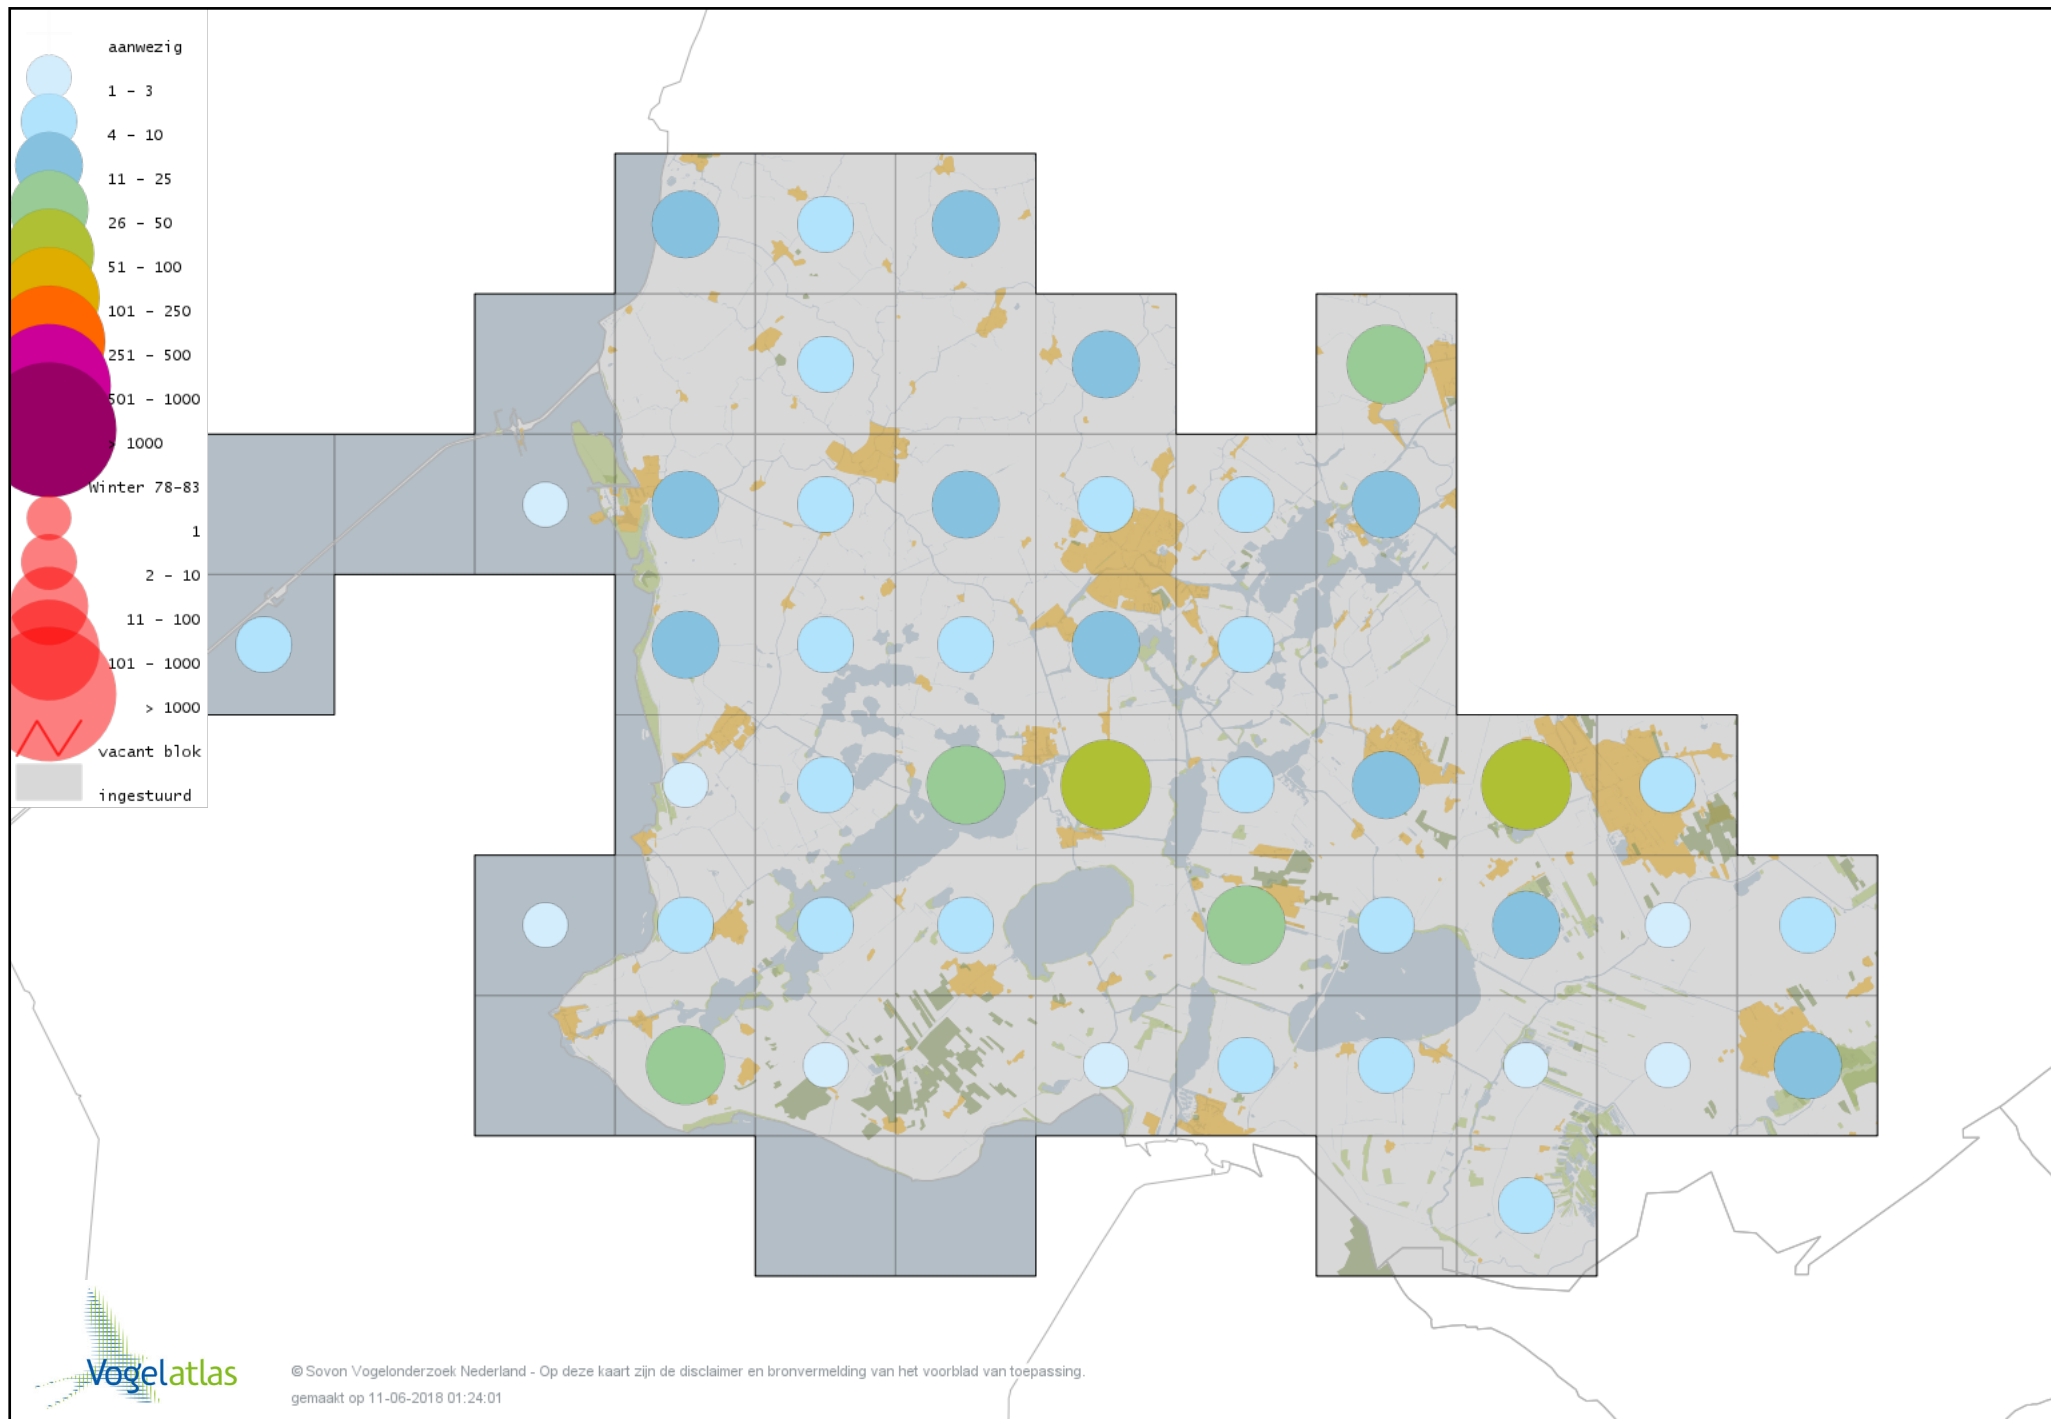 aanwezig
1 - 3
4 - 10
11 - 25
26 - 50
51 - 100
101 - 250
251 - 500
501 - 1000
> 1000
Winter 78-83
1
2 - 10
11 - 100
101 - 1000
> 1000
vacant blok
ingestuurd
Vogelatlas
© Sovon Vogelonderzoek Nederland - Op deze kaart zijn de disclaimer en bronvermelding van het voorblad van toepassing.
gemaakt op 11-06-2018 01:24:01